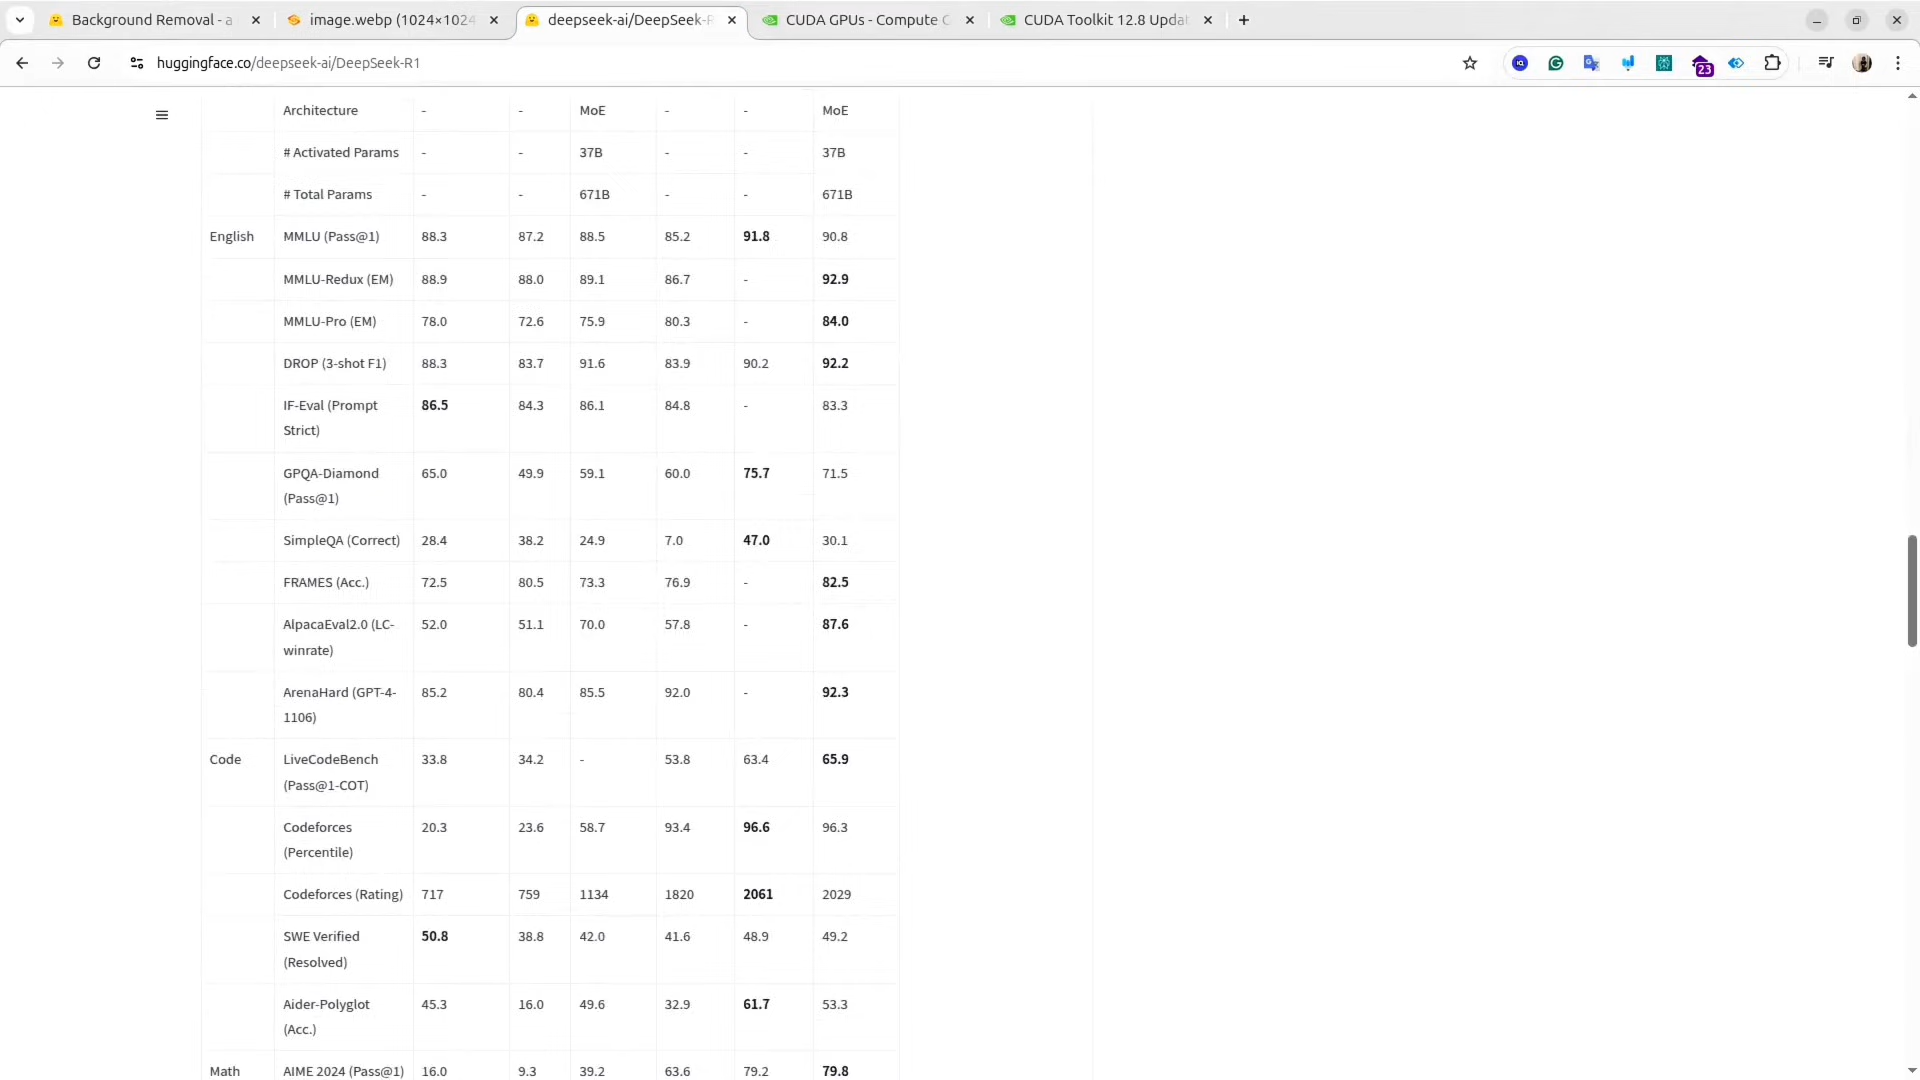 Background Removal - a
image.webp (1024×1024
deepseek-ai/DeepSeek-R
CUDA GPUs - Compute C
CUDA Toolkit 12.8 Upda
huggingface.co/deepseek-ai/DeepSeek-R1
23
Architecture - - MoE - - MoE
# Activated Params - - 37B - - 37B
# Total Params - - 671B - - 671B
English MMLU (Pass@1) 88.3 87.2 88.5 85.2 91.8 90.8
MMLU-Redux (EM) 88.9 88.0 89.1 86.7 - 92.9
MMLU-Pro (EM) 78.0 72.6 75.9 80.3 - 84.0
DROP (3-shot F1) 88.3 83.7 91.6 83.9 90.2 92.2
IF-Eval (Prompt 86.5 84.3 86.1 84.8 - 83.3
Strict)
GPQA-Diamond 65.0 49.9 59.1 60.0 75.7 71.5
(Pass@1)
SimpleQA (Correct) 28.4 38.2 24.9 7.0 47.0 30.1
FRAMES (Acc.) 72.5 80.5 73.3 76.9 - 82.5
AlpacaEval2.0 (LC- 52.0 51.1 70.0 57.8 - 87.6
winrate)
ArenaHard (GPT-4- 85.2 80.4 85.5 92.0 - 92.3
1106)
Code LiveCodeBench 33.8 34.2 - 53.8 63.4 65.9
(Pass@1-COT)
Codeforces 20.3 23.6 58.7 93.4 96.6 96.3
(Percentile)
Codeforces (Rating) 717 759 1134 1820 2061 2029
SWE Verified 50.8 38.8 42.0 41.6 48.9 49.2
(Resolved)
Aider-Polyglot 45.3 16.0 49.6 32.9 61.7 53.3
(Acc.)
Math AIME 2024 (Pass@1) 16.0 9.3 39.2 63.6 79.2 79.8